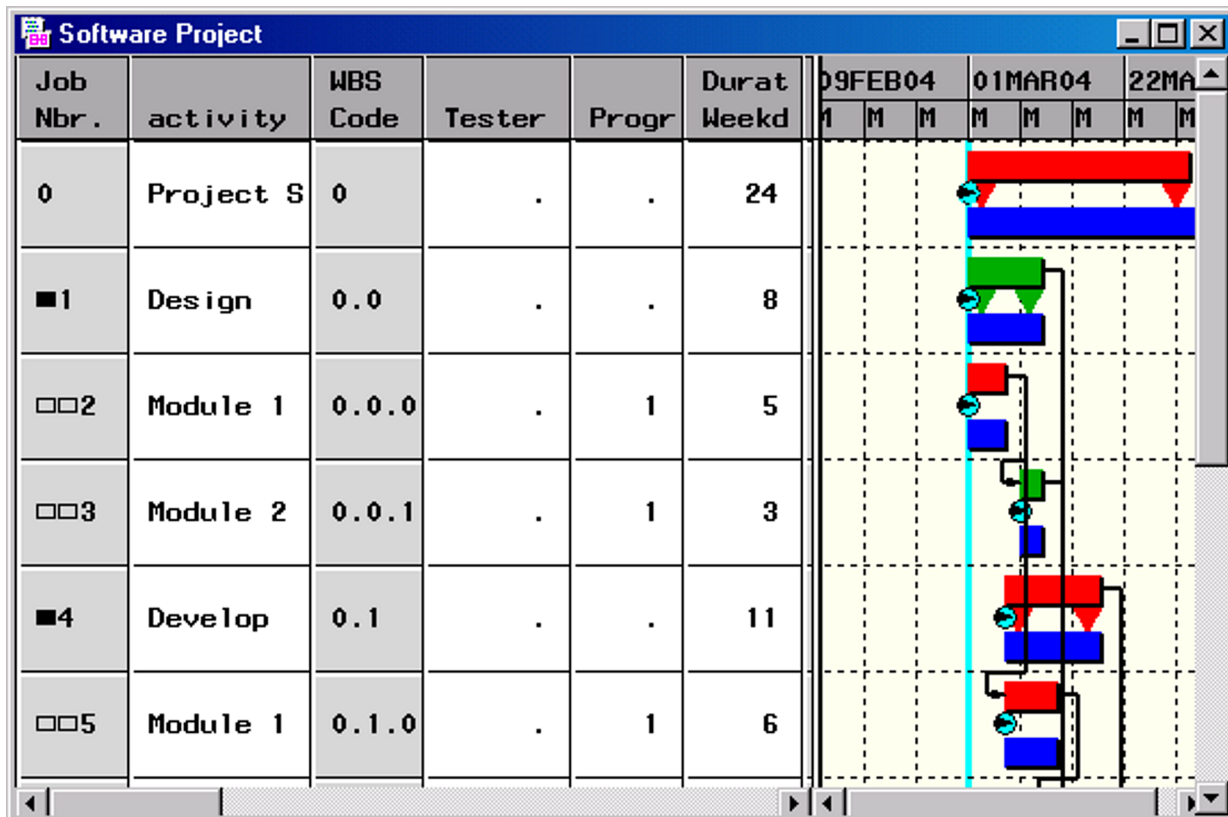 Software Project
Job Nbr. activity WBS Code Tester Progr Durat Weekd
09FEB04 01MAR04 22MA
M M M M M M M M
0 Project S 0 . . 24
1 Design 0.0 . . 8
2 Module 1 0.0.0 . 1 5
3 Module 2 0.0.1 . 1 3
4 Develop 0.1 . . 11
5 Module 1 0.1.0 . 1 6